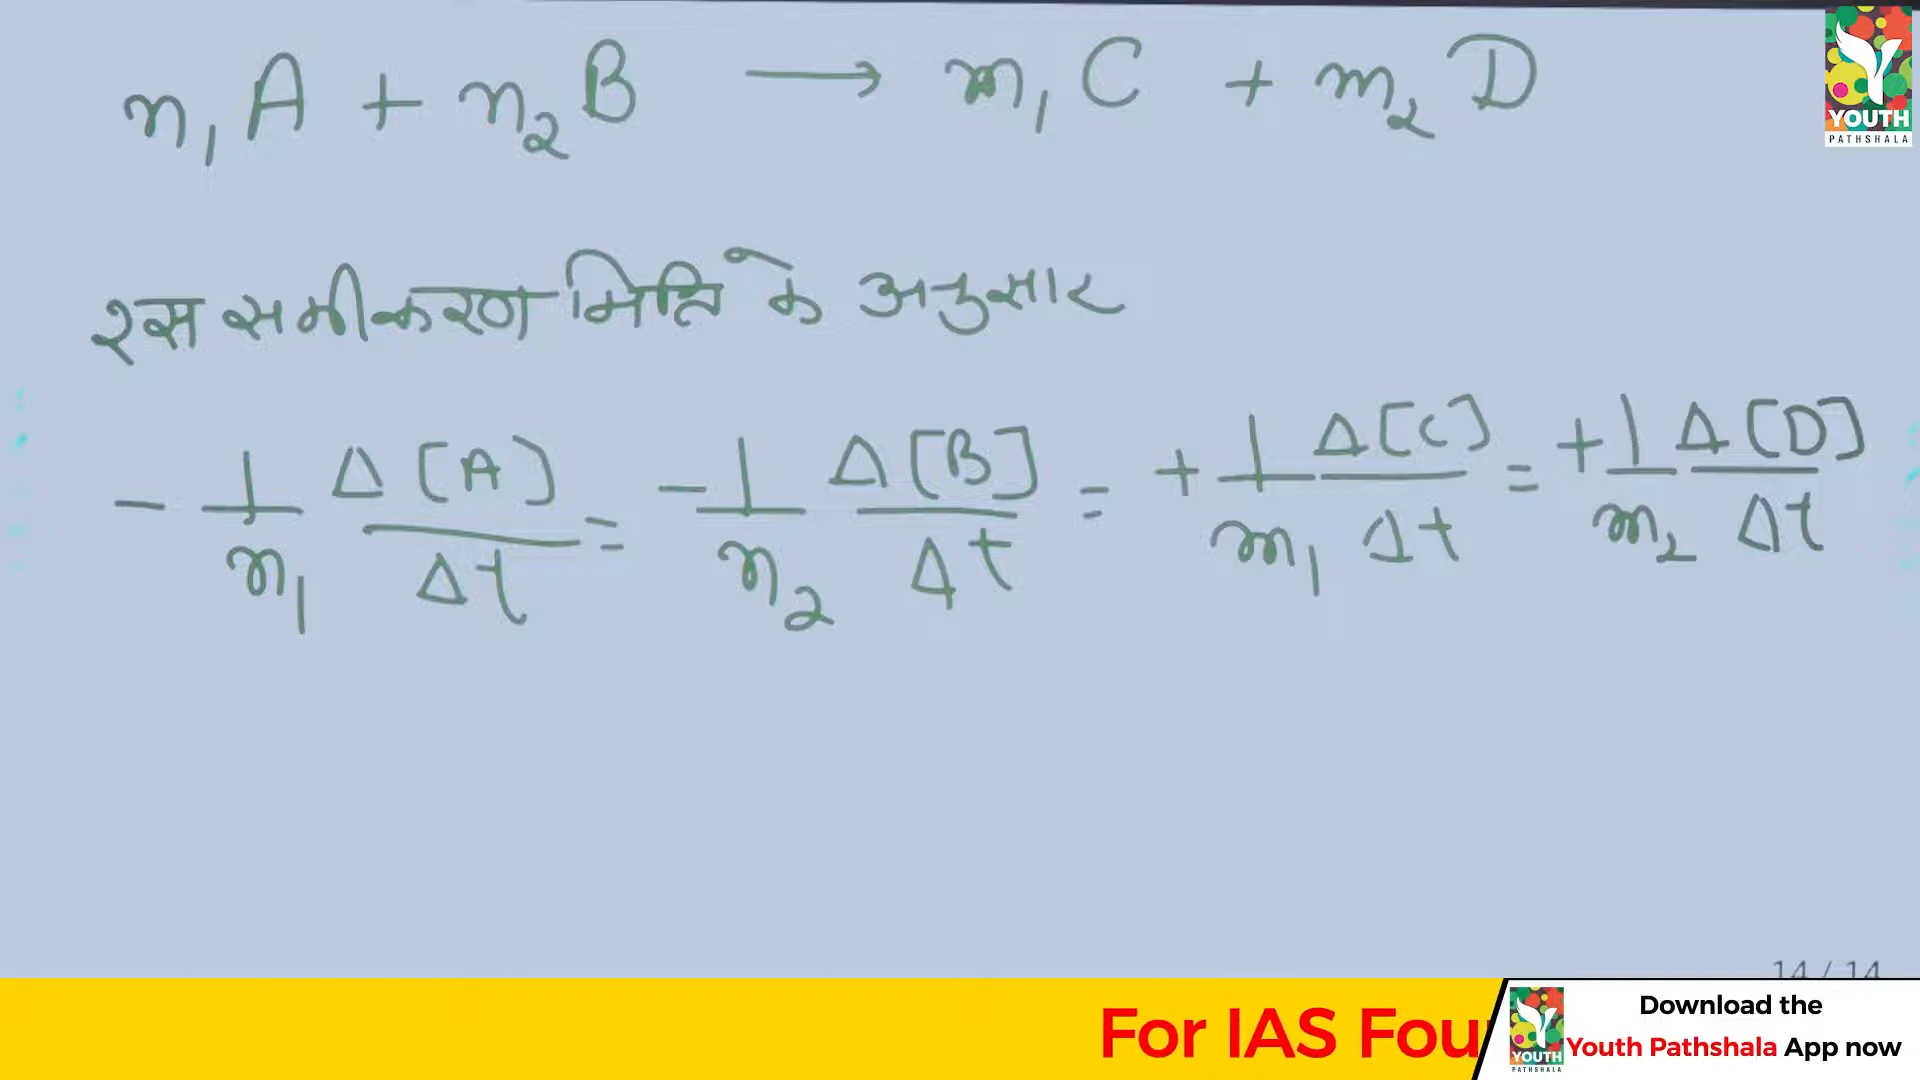 n₁A + n₂B ⟶ m₁C + m₂D
रस समीकरण मिति के अनुसार
- 1/n₁ Δ[A]/Δt = - 1/n₂ Δ[B]/Δt = + 1/m₁ Δ[C]/Δt = + 1/m₂ Δ[D]/Δt
YOUTH
PATHSHALA
14 / 14
For IAS Fou
YOUTH
PATHSHALA
Download the
Youth Pathshala App now